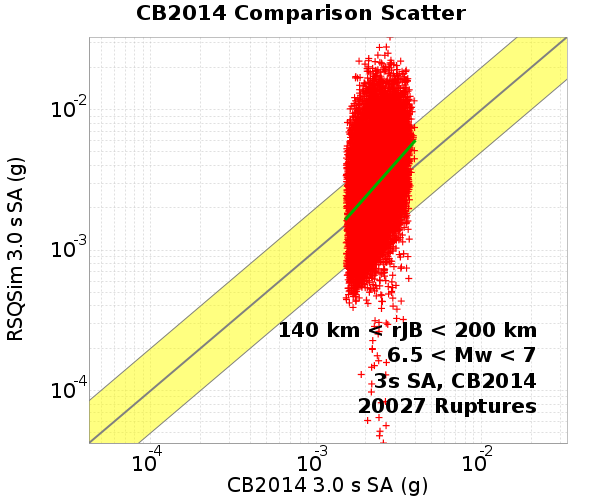 CB2014 Comparison Scatter
RSQSim 3.0 s SA (g)
10-2
10-3
10-4
140 km < rJB < 200 km
6.5 < Mw < 7
3s SA, CB2014
20027 Ruptures
10-4
10-3
10-2
CB2014 3.0 s SA (g)